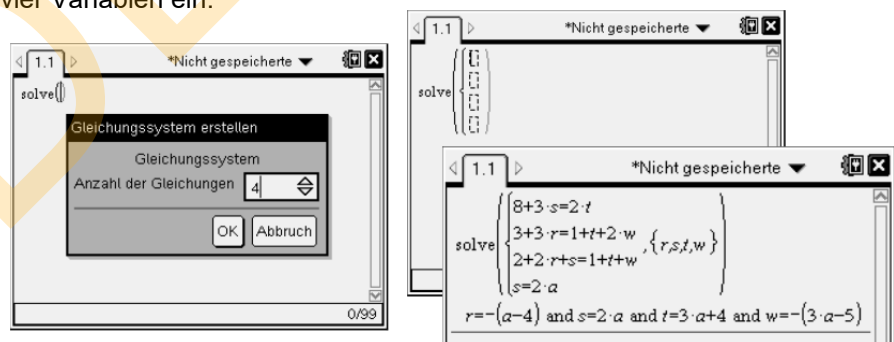 vier Variablen ein.
1.1 *Nicht gespeicherte
solve()
Gleichungssystem erstellen
Gleichungssystem
Anzahl der Gleichungen 4
OK Abbruch
0/99
1.1 *Nicht gespeicherte
solve
1.1 *Nicht gespeicherte
8+3·s=2·t
3+3·r=1+t+2·w
solve ,{r,s,t,w}
2+2·r+s=1+t+w
s=2·a
r=-(a-4) and s=2·a and t=3·a+4 and w=-(3·a-5)